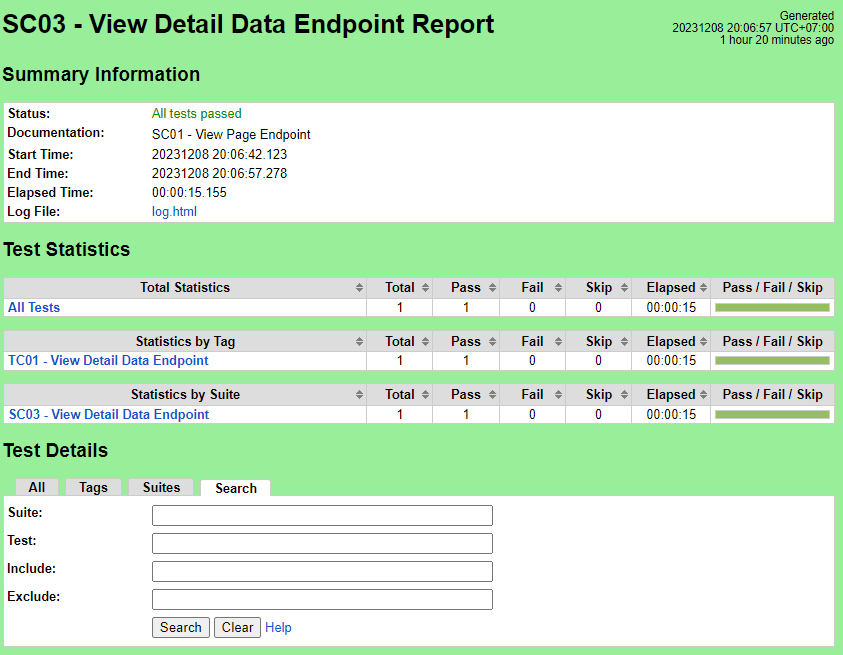 SC03 - View Detail Data Endpoint Report
Generated
20231208 20:06:57 UTC+07:00
1 hour 20 minutes ago
Summary Information
Status: All tests passed
Documentation: SC01 - View Page Endpoint
Start Time: 20231208 20:06:42.123
End Time: 20231208 20:06:57.278
Elapsed Time: 00:00:15.155
Log File: log.html
Test Statistics
Total Statistics Total Pass Fail Skip Elapsed Pass / Fail / Skip
All Tests 1 1 0 0 00:00:15
Statistics by Tag Total Pass Fail Skip Elapsed Pass / Fail / Skip
TC01 - View Detail Data Endpoint 1 1 0 0 00:00:15
Statistics by Suite Total Pass Fail Skip Elapsed Pass / Fail / Skip
SC03 - View Detail Data Endpoint 1 1 0 0 00:00:15
Test Details
All Tags Suites Search
Suite:
Test:
Include:
Exclude:
Search Clear Help